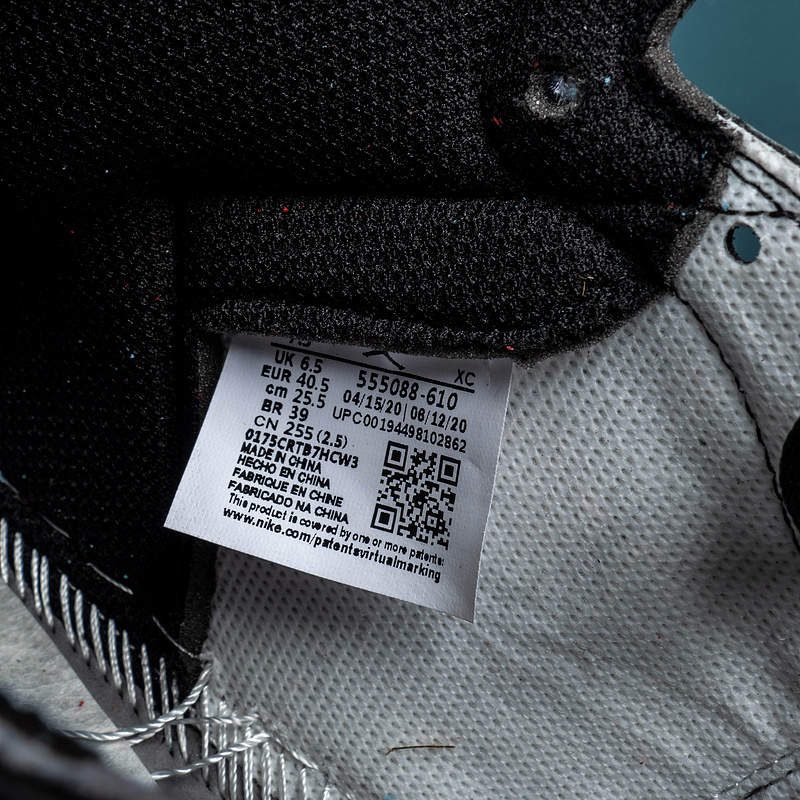 UK 6.5
EUR 40.5
cm 25.5
BR 39
CN 255 (2.5)
XC
555088-610
04/15/20 | 08/12/20
UPC00194498102862
0175CRTB7HCW3
MADE IN CHINA
HECHO EN CHINA
FABRIQUE EN CHINE
FABRICADO NA CHINA
This product is covered by one or more patents:
www.nike.com/patentsvirtualmarking